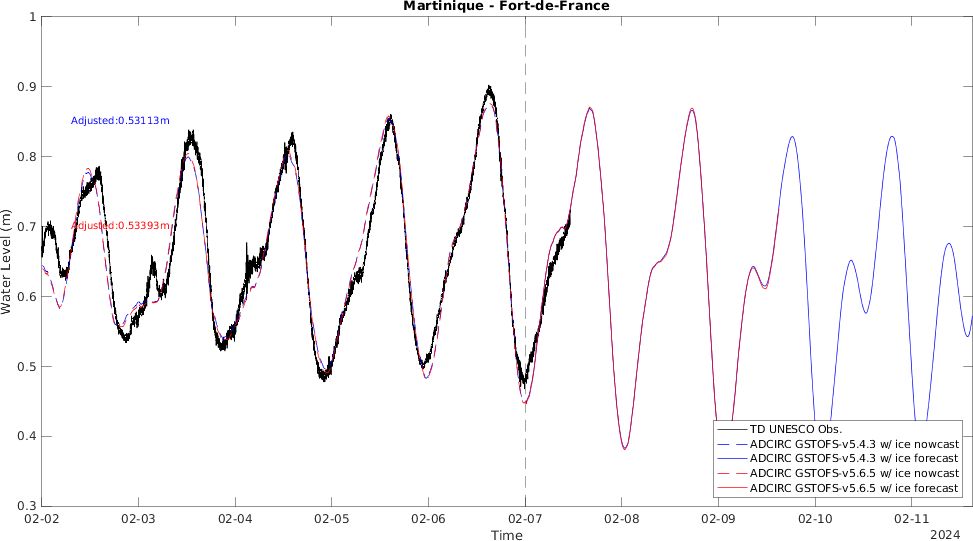 Martinique - Fort-de-France
Water Level (m)
1
0.9
0.8
0.7
0.6
0.5
0.4
0.3
Adjusted:0.53113m
Adjusted:0.53393m
TD UNESCO Obs.
ADCIRC GSTOFS-v5.4.3 w/ ice nowcast
ADCIRC GSTOFS-v5.4.3 w/ ice forecast
ADCIRC GSTOFS-v5.6.5 w/ ice nowcast
ADCIRC GSTOFS-v5.6.5 w/ ice forecast
02-02 02-03 02-04 02-05 02-06 02-07 02-08 02-09 02-10 02-11
Time
2024